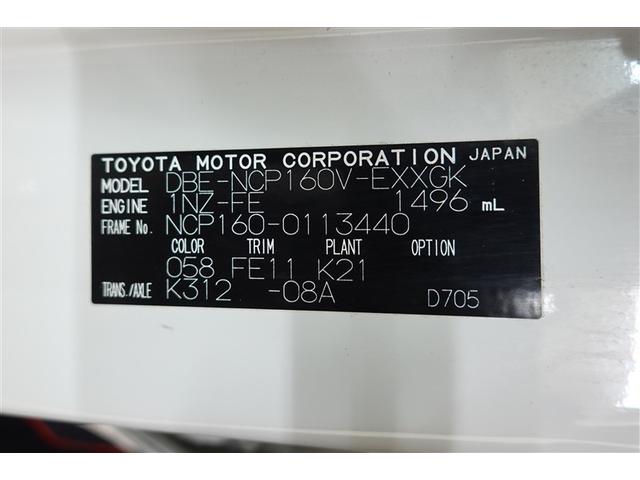 TOYOTA MOTOR CORPORATION JAPAN
MODEL DBE-NCP160V-EXXGK
ENGINE 1NZ-FE 1496 mL
FRAME No. NCP160-0113440
COLOR TRIM PLANT OPTION
058 FE11 K21
TRANS./AXLE K312 -08A D705